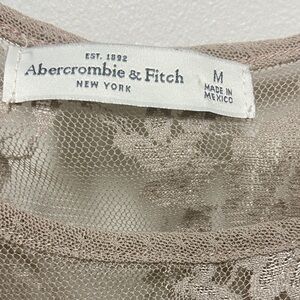 EST. 1892
Abercrombie & Fitch
NEW YORK
M
MADE IN
MEXICO